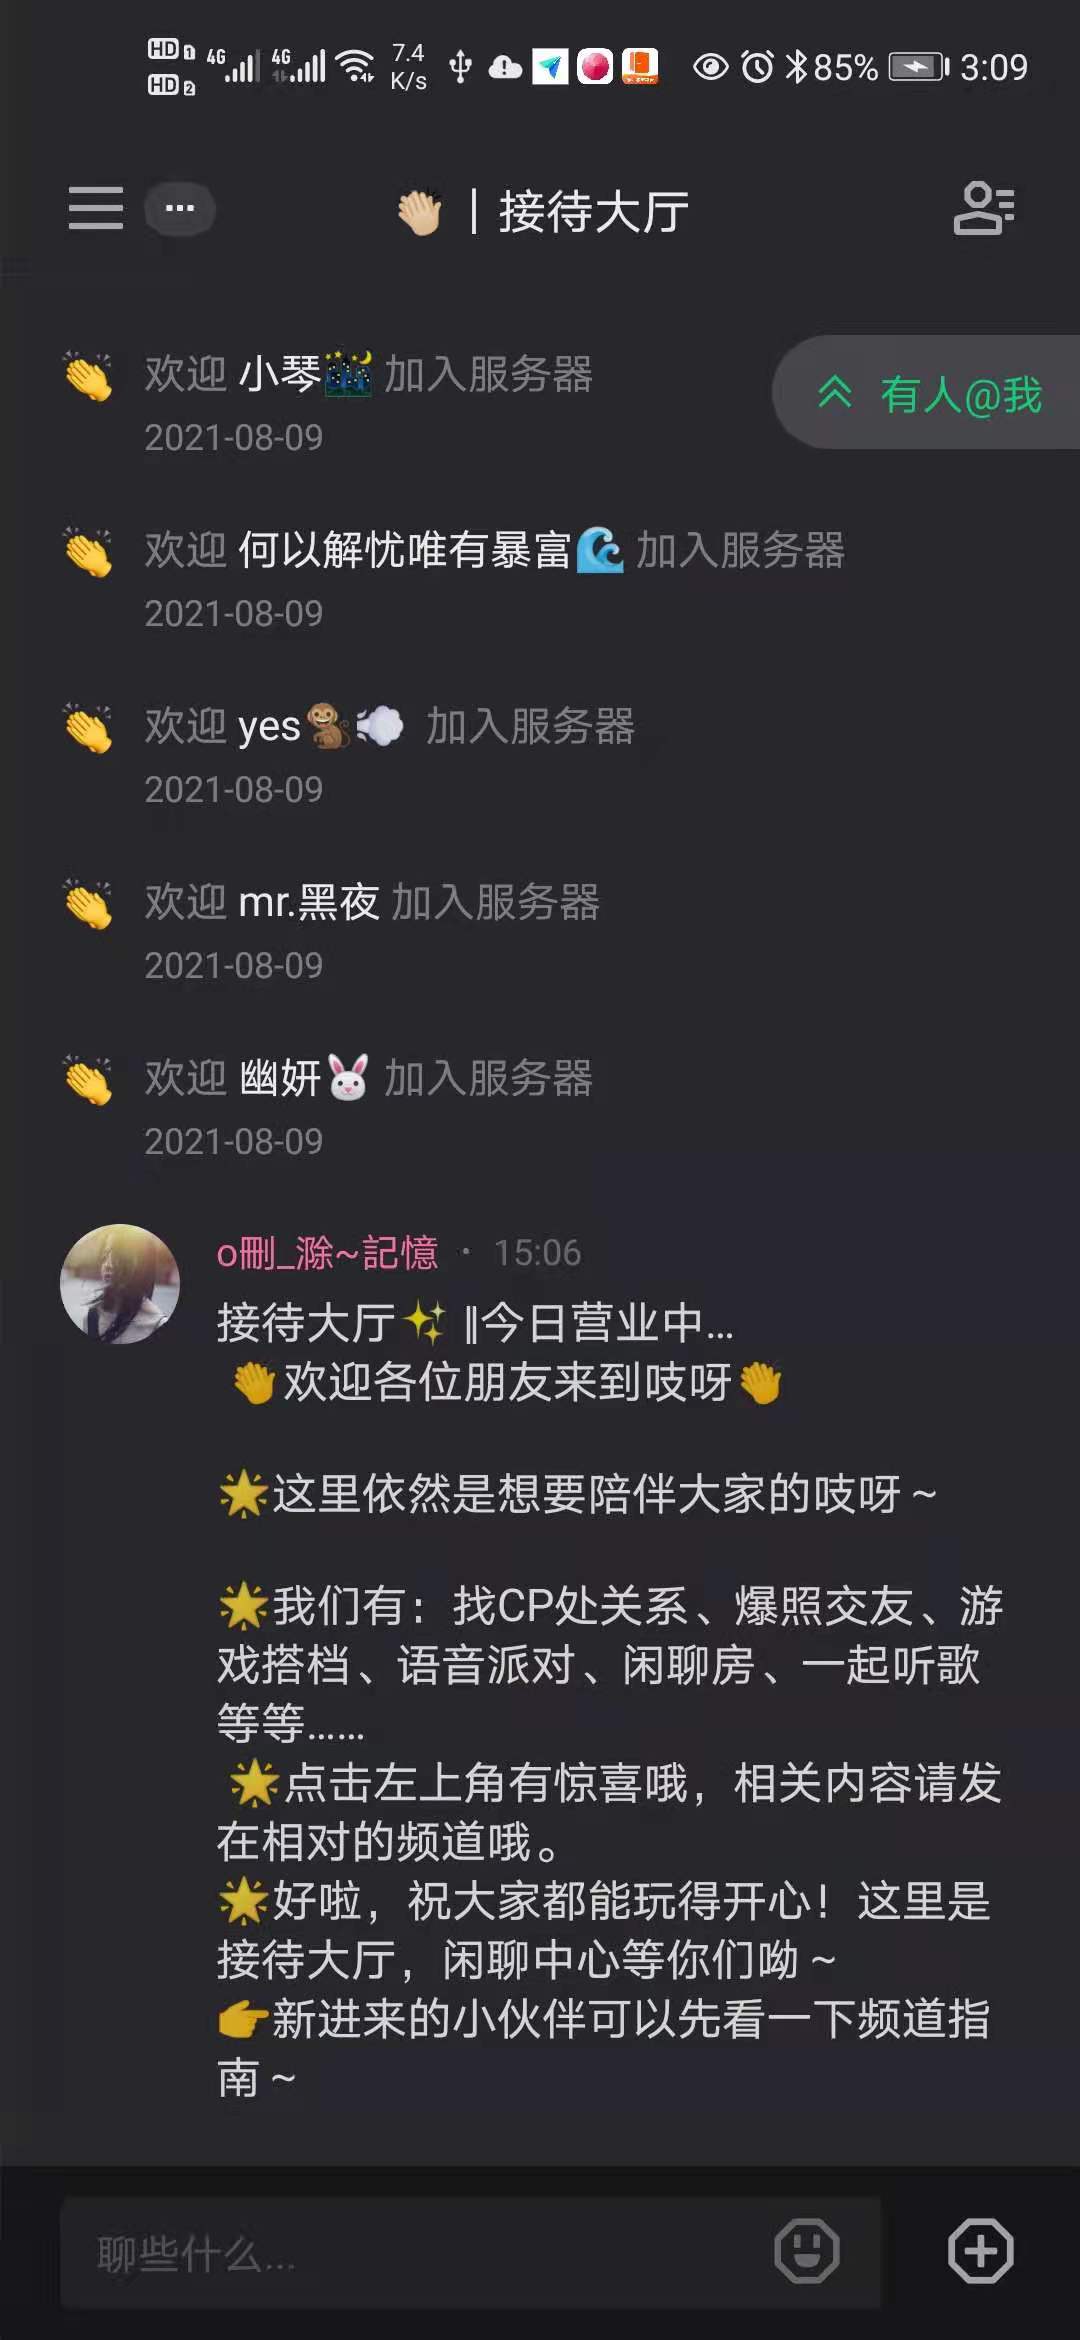 HD 1 4G 4G 7.4 85% 3:09
HD 2 K/s
👏🏼 | 接待大厅
👏 欢迎 小琴🌃 加入服务器
2021-08-09
有人@我
👏 欢迎 何以解忧唯有暴富🌊 加入服务器
2021-08-09
👏 欢迎 yes🐒💨 加入服务器
2021-08-09
👏 欢迎 mr.黑夜 加入服务器
2021-08-09
👏 欢迎 幽妍🐰 加入服务器
2021-08-09
o刪_滁~記憶 · 15:06
接待大厅✨ ‖今日营业中...
👏欢迎各位朋友来到吱呀👏
🌟这里依然是想要陪伴大家的吱呀～
🌟我们有：找CP处关系、爆照交友、游
戏搭档、语音派对、闲聊房、一起听歌
等等......
🌟点击左上角有惊喜哦，相关内容请发
在相对的频道哦。
🌟好啦，祝大家都能玩得开心！这里是
接待大厅，闲聊中心等你们呦～
👉新进来的小伙伴可以先看一下频道指
南～
聊些什么...